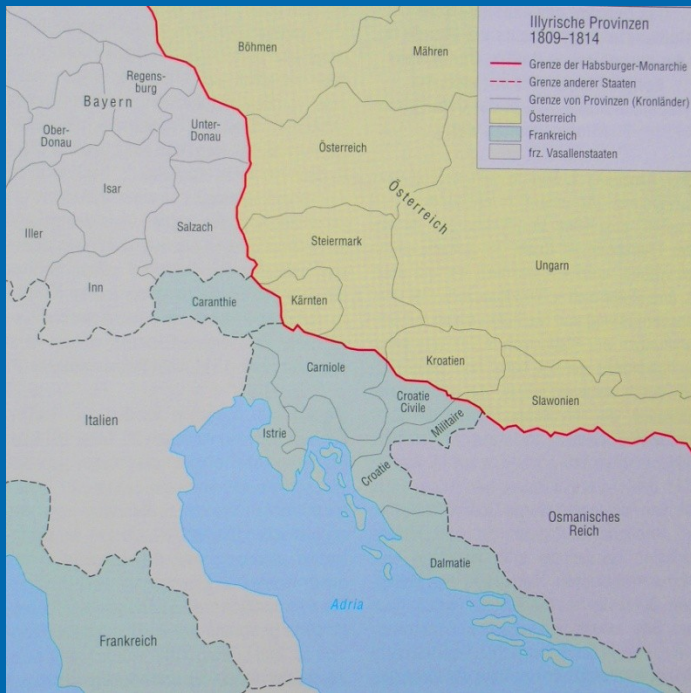 Illyrische Provinzen
1809–1814
Grenze der Habsburger-Monarchie
Grenze anderer Staaten
Grenze von Provinzen (Kronländer)
Österreich
Frankreich
frz. Vasallenstaaten
Böhmen
Mähren
Regens-
burg
Bayern
Ober-
Donau
Unter-
Donau
Österreich
Isar
Österreich
Iller
Salzach
Steiermark
Ungarn
Inn
Caranthie
Kärnten
Carniole
Kroatien
Croatie
Civile
Slawonien
Italien
Istrie
Militaire
Croatie
Osmanisches
Reich
Dalmatie
Adria
Frankreich